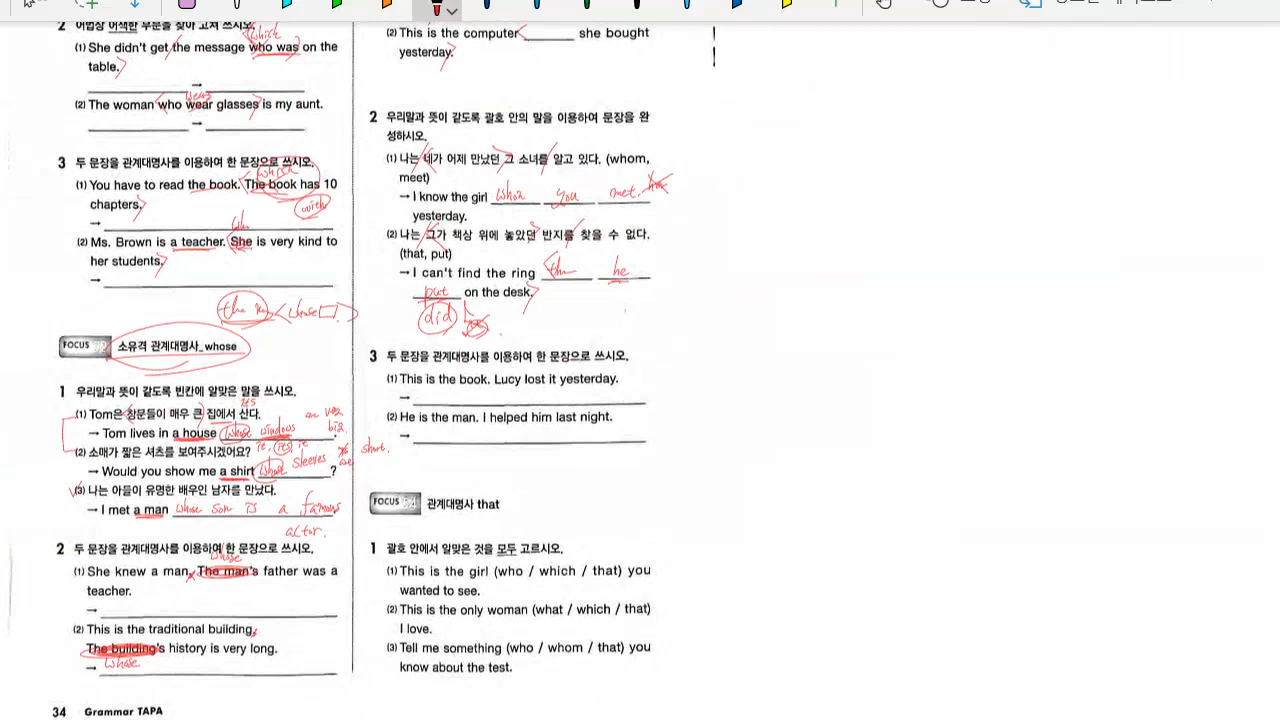 2 어법상 어색한 부분을 찾아 고쳐 쓰시오.
which
(1) She didn't get the message who was on the
table.
→
wears
(2) The woman who wear glasses is my aunt.
→
3 두 문장을 관계대명사를 이용하여 한 문장으로 쓰시오.
which
(1) You have to read the book. The book has 10
chapters.
with
→
(2) Ms. Brown is a teacher. She is very kind to
her students.
→
whose
FOCUS 소유격 관계대명사_whose
1 우리말과 뜻이 같도록 빈칸에 알맞은 말을 쓰시오.
its
(1) Tom은 창문들이 매우 큰 집에서 산다.
→ Tom lives in a house whose windows are very big.
(2) 소매가 짧은 셔츠를 보여주시겠어요? it, its, it
→ Would you show me a shirt whose sleeves are short. ?
(3) 나는 아들이 유명한 배우인 남자를 만났다.
→ I met a man whose son is a famous
actor.
2 두 문장을 관계대명사를 이용하여 한 문장으로 쓰시오.
whose
(1) She knew a man. The man's father was a
teacher.
→
(2) This is the traditional building.
The building's history is very long.
→ whose
34 Grammar TAPA
(2) This is the computer ______ she bought
yesterday.
2 우리말과 뜻이 같도록 괄호 안의 말을 이용하여 문장을 완
성하시오.
(1) 나는 네가 어제 만났던 그 소녀를 알고 있다. (whom,
meet)
→ I know the girl whom you met.
yesterday.
(2) 나는 그가 책상 위에 놓았던 반지를 찾을 수 없다.
(that, put)
→ I can't find the ring he
put on the desk.
did
3 두 문장을 관계대명사를 이용하여 한 문장으로 쓰시오.
(1) This is the book. Lucy lost it yesterday.
→
(2) He is the man. I helped him last night.
→
FOCUS 관계대명사 that
1 괄호 안에서 알맞은 것을 모두 고르시오.
(1) This is the girl (who / which / that) you
wanted to see.
(2) This is the only woman (what / which / that)
I love.
(3) Tell me something (who / whom / that) you
know about the test.